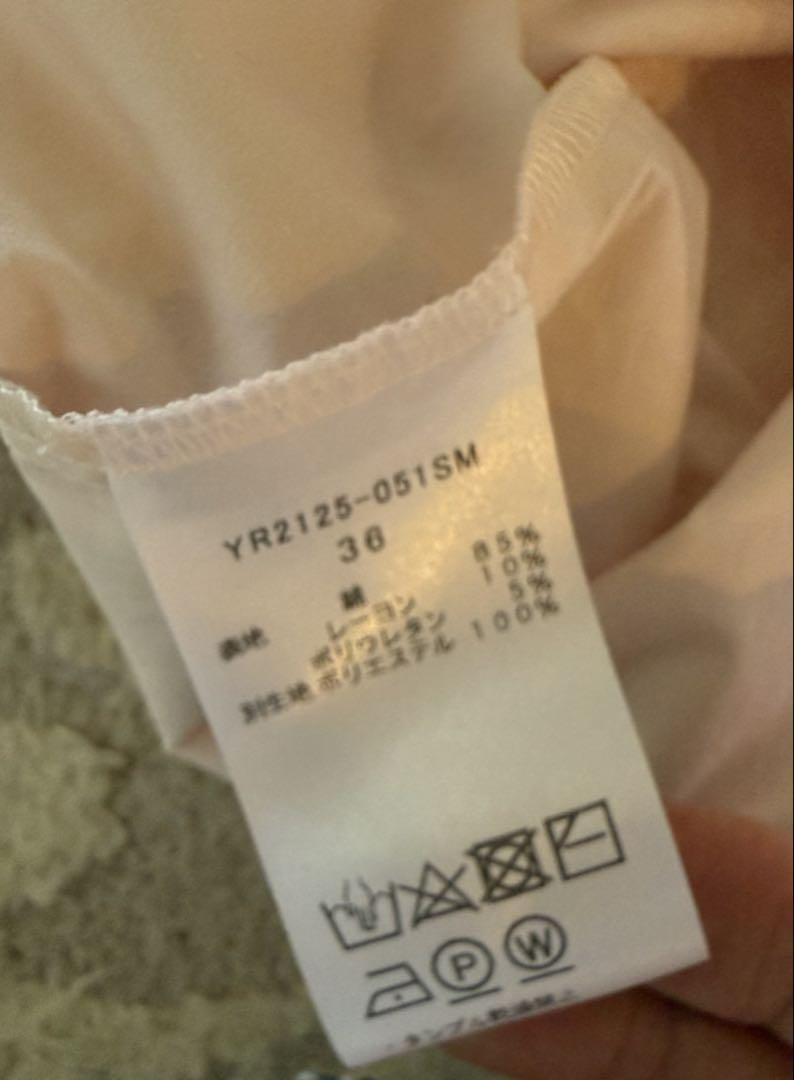 YR2125-051SM
36
表地 綿 85%
レーヨン 10%
ポリウレタン 5%
別生地 ポリエステル 100%
P W